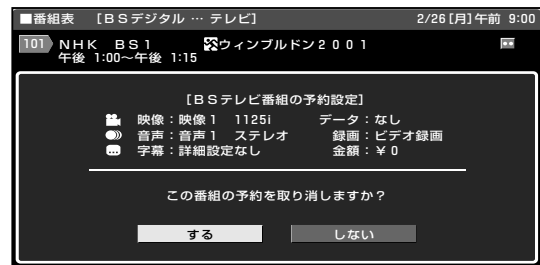 ■番組表 [BSデジタル … テレビ] 2/26[月]午前 9:00
101 NHK BS1 ウィンブルドン2001
午後 1:00~午後 1:15
[BSテレビ番組の予約設定]
映像:映像1 1125i データ:なし
音声:音声1 ステレオ 録画:ビデオ録画
字幕:詳細設定なし 金額:¥0
この番組の予約を取り消しますか?
する しない